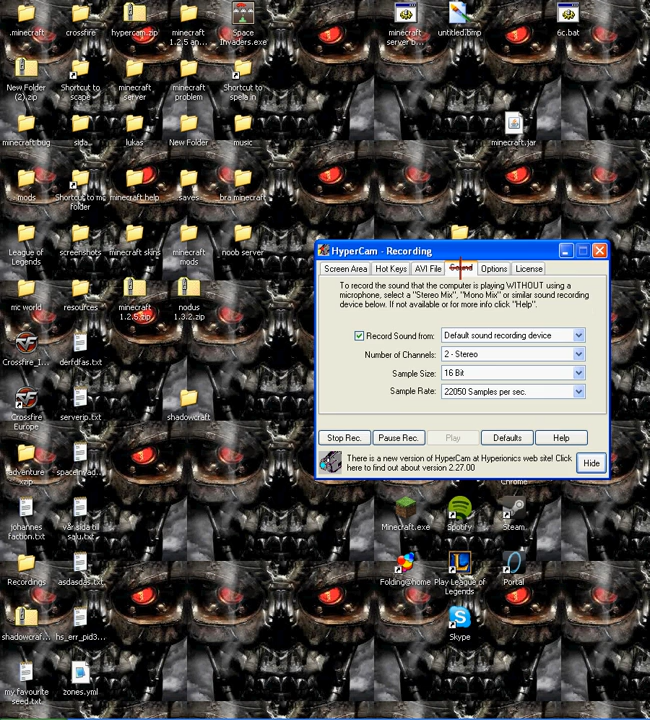 .minecraft
crossfire
hypercam.zip
minecraft
1.2.5 an...
Space
Invaders.exe
minecraft
server b...
untitled.bmp
6c.bat
New Folder
(2).zip
Shortcut to
scape
minecraft
server
minecraft
problem
Shortcut to
spela in
minecraft bug
sida
lukas
New Folder
music
minecraft.jar
mods
Shortcut to mc
folder
minecraft help
saves
bra minecraft
League of
Legends
screenshots
minecraft skins
noob server
mc world
resources
minecraft
1.2.5.zip
nodus
1.3.2.zip
Crossfire_1...
derfdfas.txt
Crossfire
Europe
serverip.txt
shadowcraft
adventure
xzip
johannes
faction.txt
vår sida til
salu.txt
Recordings
asdasdas.txt
shadowcraf...
hs_err_pid3...
my favourite
seed.txt
zones.yml
HyperCam - Recording
Screen Area
Hot Keys
AVI File
Sound
Options
License
To record the sound that the computer is playing WITHOUT using a
microphone, select a "Stereo Mix", "Mono Mix" or similar sound recording
device below. If not available or for more info click "Help".
Record Sound from:
Default sound recording device
Number of Channels:
2 - Stereo
Sample Size:
16 Bit
Sample Rate:
22050 Samples per sec.
Stop Rec.
Pause Rec.
Play
Defaults
Help
There is a new version of HyperCam at Hyperionics web site! Click
here to find out about version 2.27.00
Hide
Chrome
Minecraft.exe
Spotify
Steam
Folding@home
Play League of
Legends
Portal
Skype